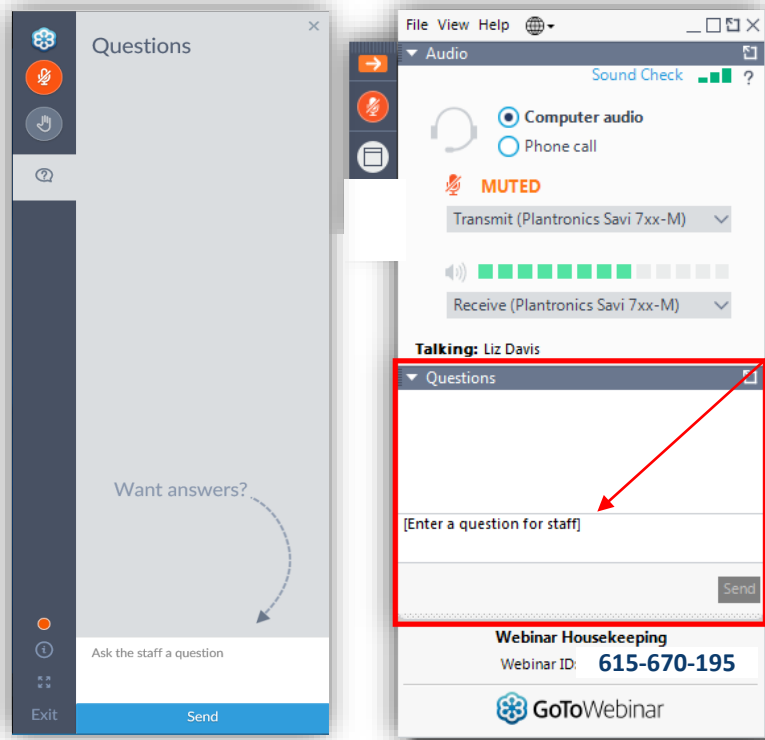 Questions
Want answers?
Ask the staff a question
Exit
Send
File View Help
Audio
Sound Check ?
Computer audio
Phone call
MUTED
Transmit (Plantronics Savi 7xx-M)
Receive (Plantronics Savi 7xx-M)
Talking: Liz Davis
Questions
[Enter a question for staff]
Send
Webinar Housekeeping
Webinar ID: 615-670-195
GoToWebinar